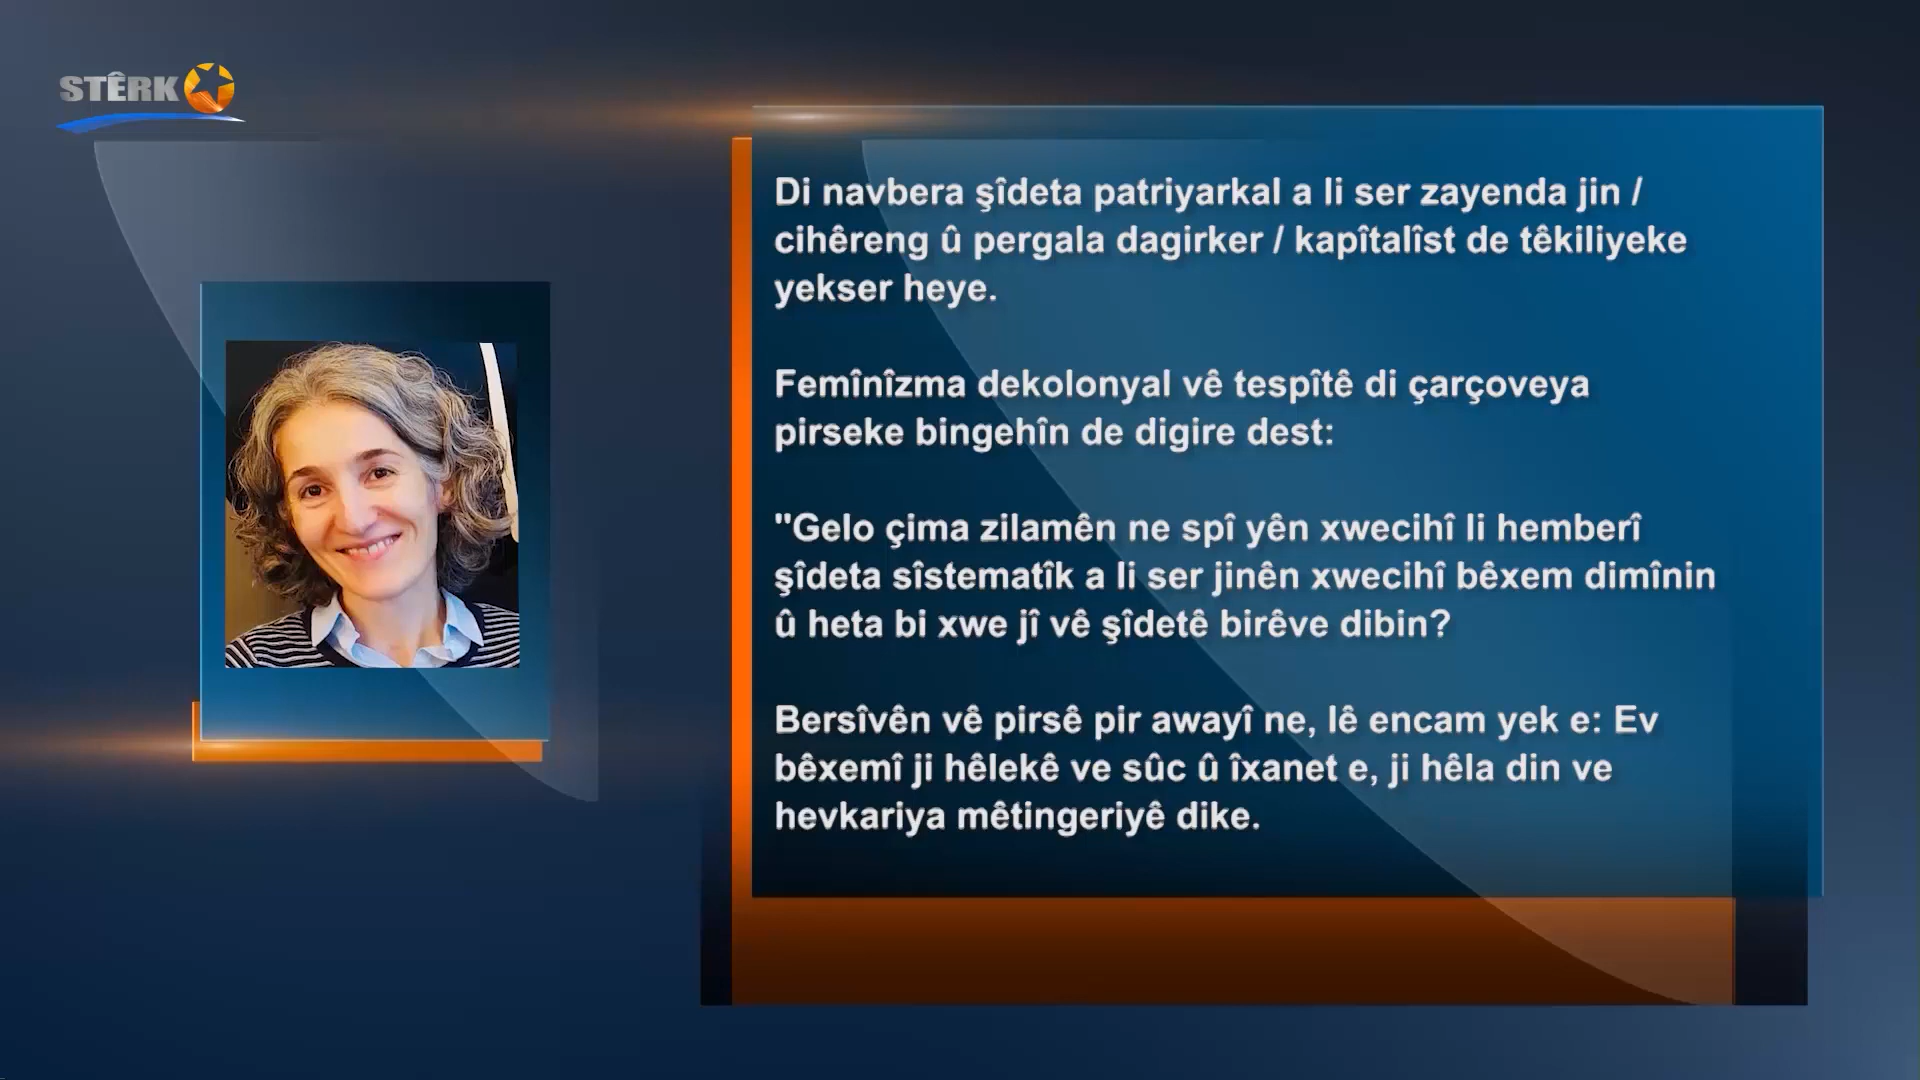 STÊRK
Di navbera şîdeta patriyarkal a li ser zayenda jin /
cihêreng û pergala dagirker / kapîtalîst de têkiliyeke
yekser heye.
Femînîzma dekolonyal vê tespîtê di çarçoveya
pirseke bingehîn de digire dest:
"Gelo çima zilamên ne spî yên xwecihî li hemberî
şîdeta sîstematîk a li ser jinên xwecihî bêxem dimînin
û heta bi xwe jî vê şîdetê birêve dibin?
Bersîvên vê pirsê pir awayî ne, lê encam yek e: Ev
bêxemî ji hêlekê ve sûc û îxanet e, ji hêla din ve
hevkariya mêtingeriyê dike.